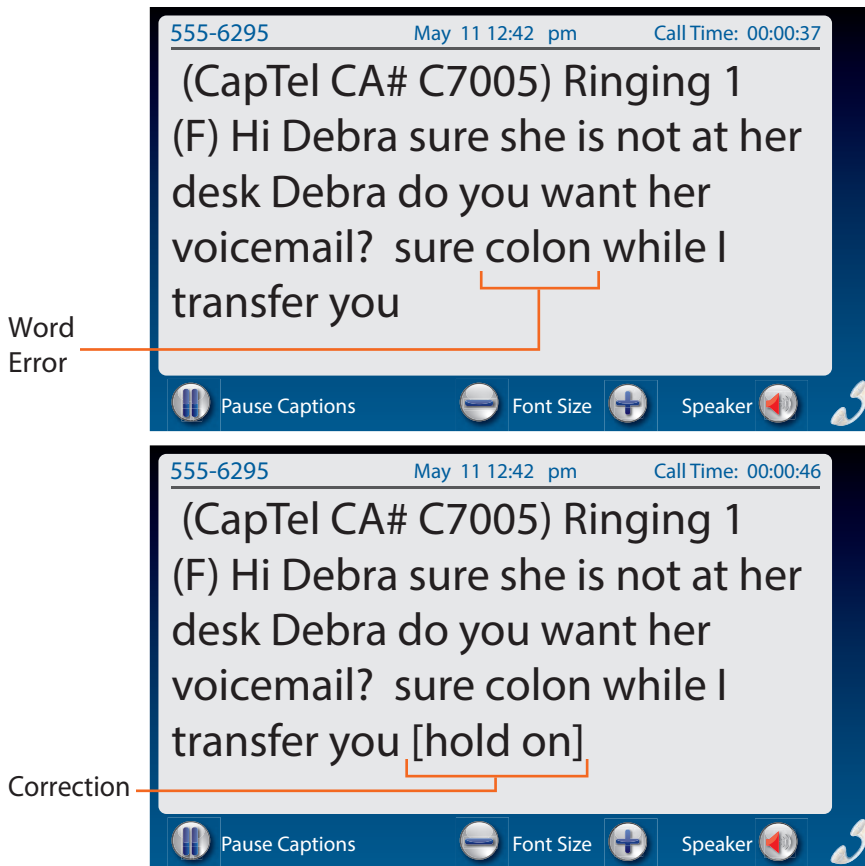 555-6295 May 11 12:42 pm Call Time: 00:00:37
(CapTel CA# C7005) Ringing 1
(F) Hi Debra sure she is not at her
desk Debra do you want her
voicemail? sure colon while I
transfer you
Word
Error
Pause Captions Font Size Speaker
555-6295 May 11 12:42 pm Call Time: 00:00:46
(CapTel CA# C7005) Ringing 1
(F) Hi Debra sure she is not at her
desk Debra do you want her
voicemail? sure colon while I
transfer you [hold on]
Correction
Pause Captions Font Size Speaker